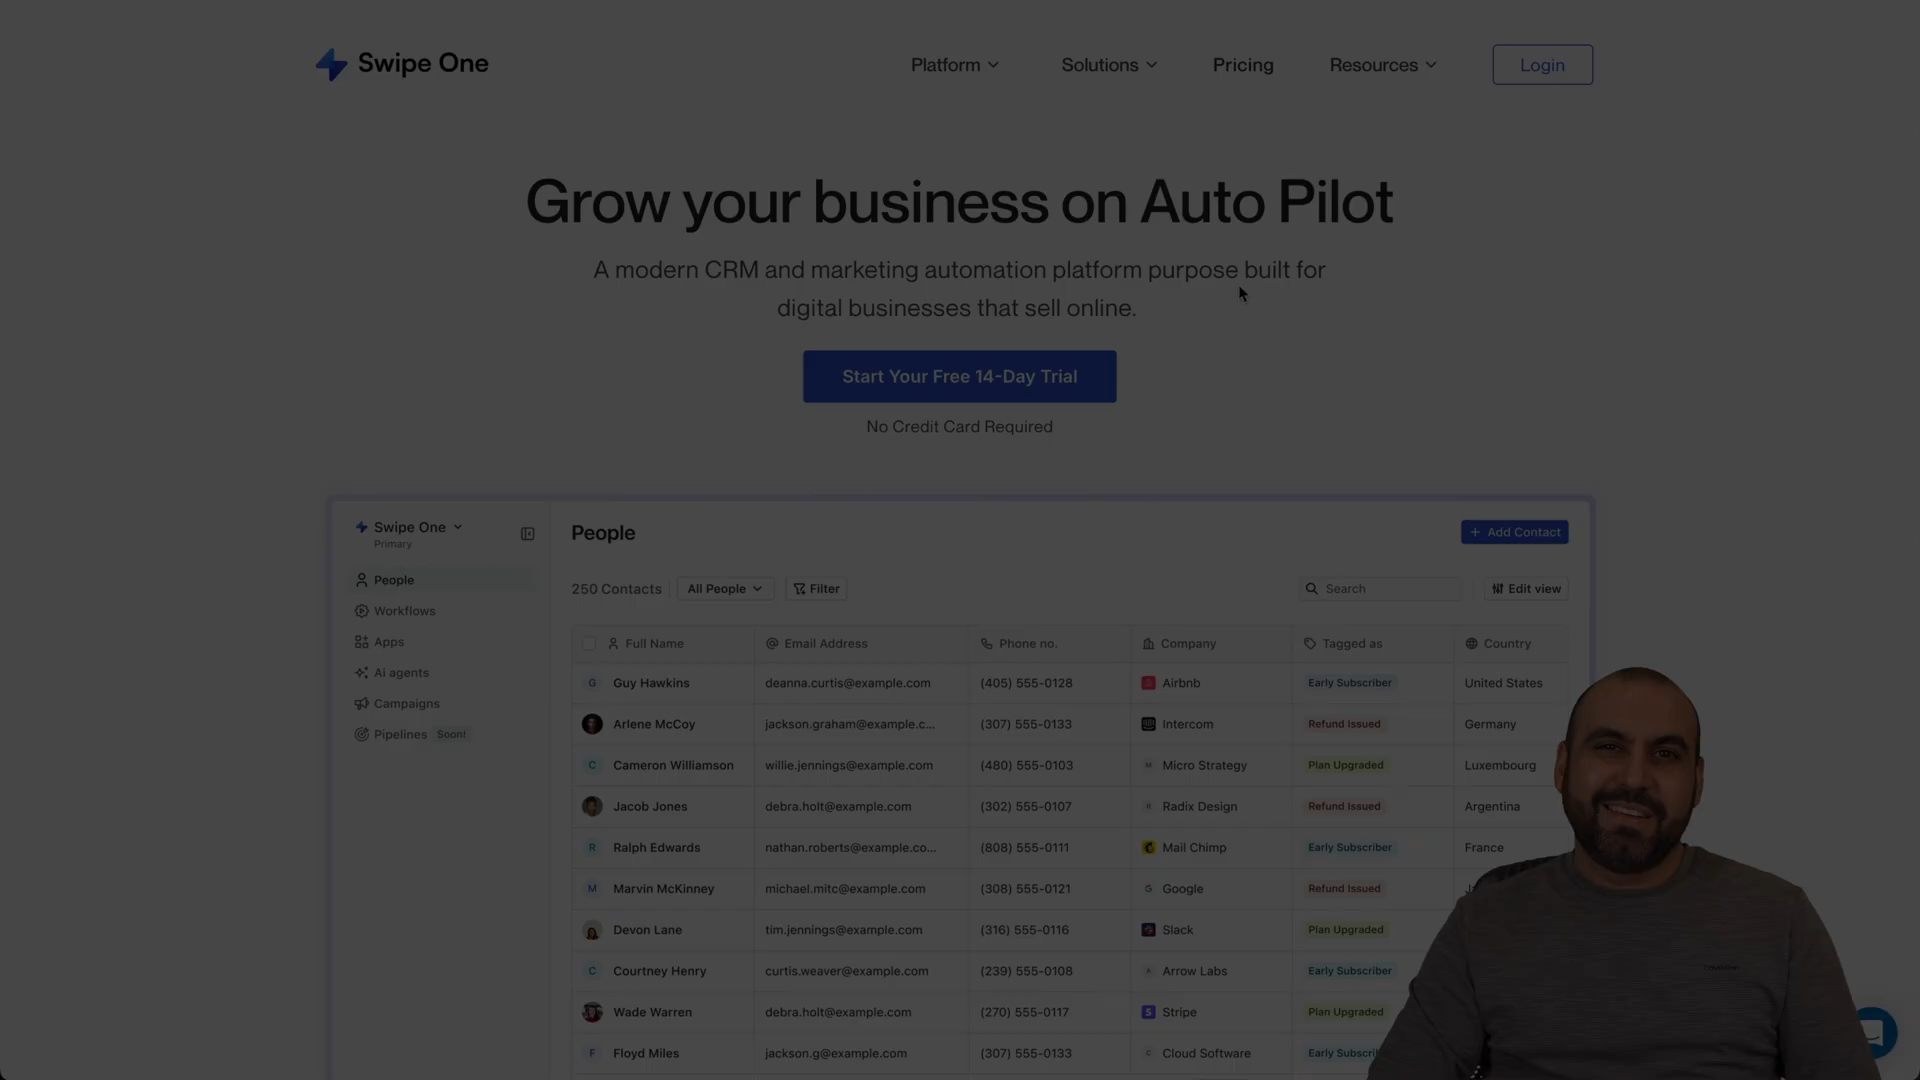 Swipe One
Platform
Solutions
Pricing
Resources
Login
Grow your business on Auto Pilot
A modern CRM and marketing automation platform purpose built for
digital businesses that sell online.
Start Your Free 14-Day Trial
No Credit Card Required
Swipe One
Primary
People
Workflows
Apps
Ai agents
Campaigns
Pipelines Soon!
People
+ Add Contact
250 Contacts All People Filter Search Edit view
Full Name Email Address Phone no. Company Tagged as Country
G Guy Hawkins deanna.curtis@example.com (405) 555-0128 Airbnb Early Subscriber United States
Arlene McCoy jackson.graham@example.c... (307) 555-0133 Intercom Refund Issued Germany
C Cameron Williamson willie.jennings@example.com (480) 555-0103 M Micro Strategy Plan Upgraded Luxembourg
Jacob Jones debra.holt@example.com (302) 555-0107 Radix Design Refund Issued Argentina
R Ralph Edwards nathan.roberts@example.co... (808) 555-0111 Mail Chimp Early Subscriber France
M Marvin McKinney michael.mitc@example.com (308) 555-0121 G Google Refund Issued
Devon Lane tim.jennings@example.com (316) 555-0116 Slack Plan Upgraded
C Courtney Henry curtis.weaver@example.com (239) 555-0108 Arrow Labs Early Subscriber
Wade Warren debra.holt@example.com (270) 555-0117 S Stripe Plan Upgraded
F Floyd Miles jackson.g@example.com (307) 555-0133 C Cloud Software Early Subscri